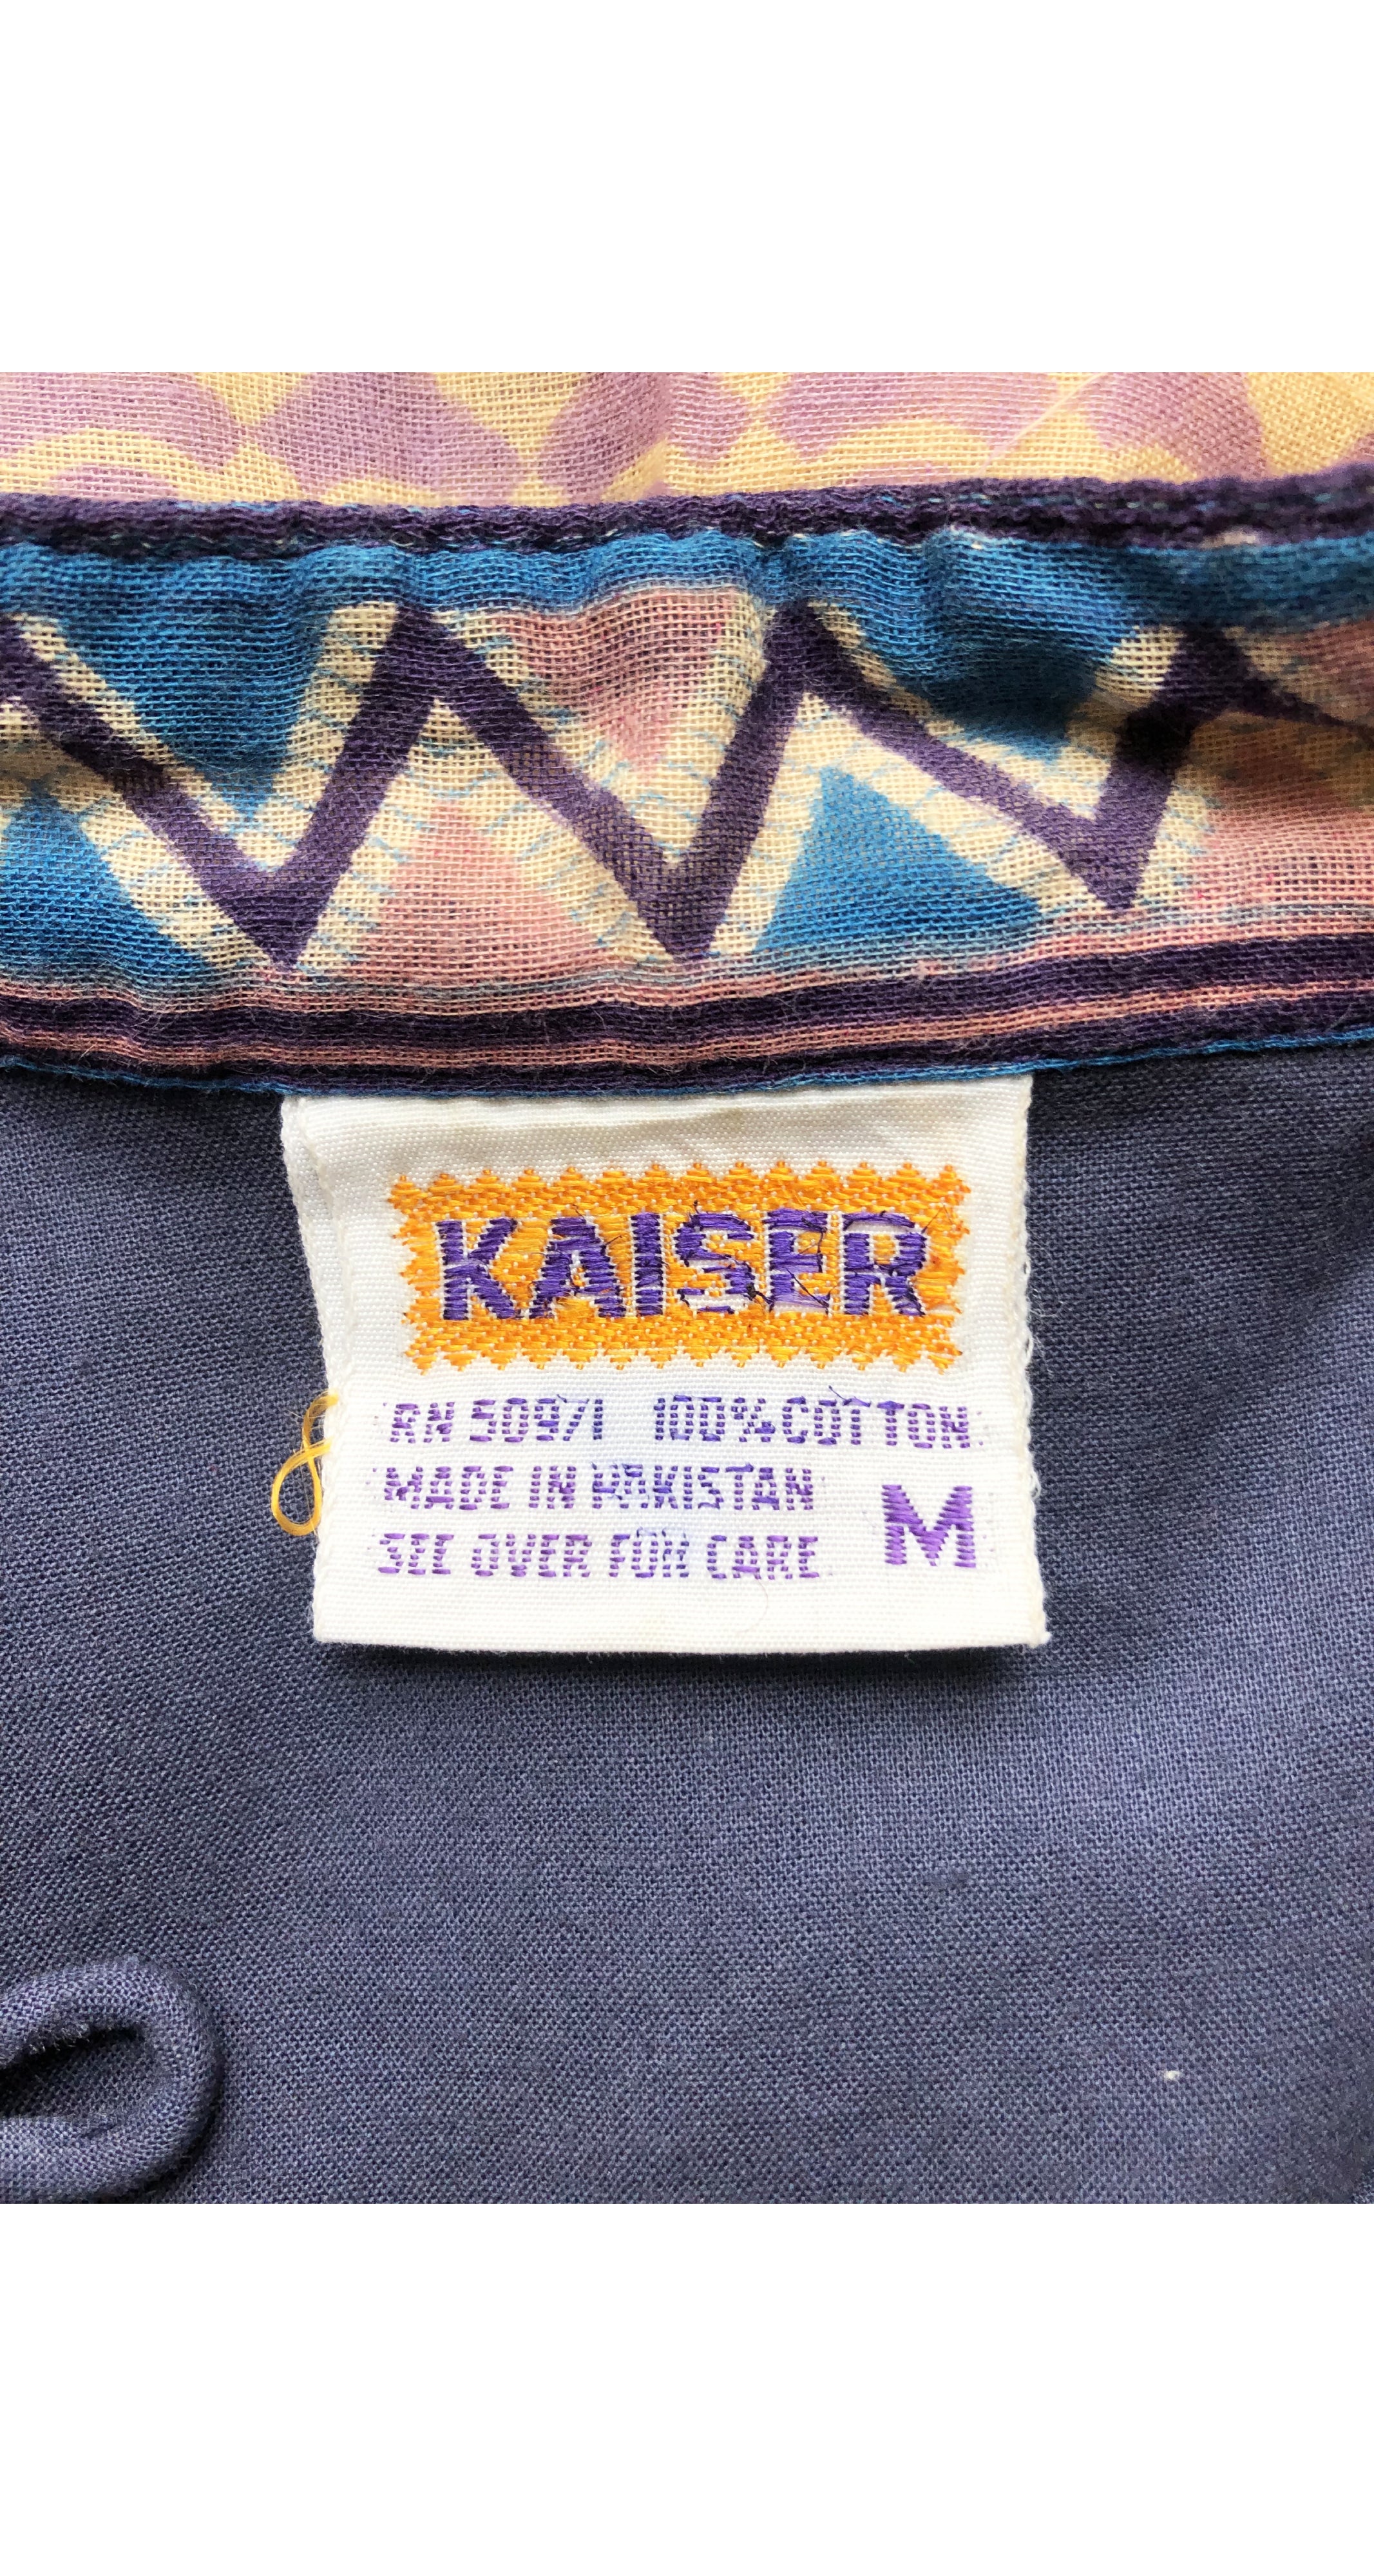 KAISER
RN 50971 100% COTTON
MADE IN PAKISTAN
SEE OVER FOR CARE M